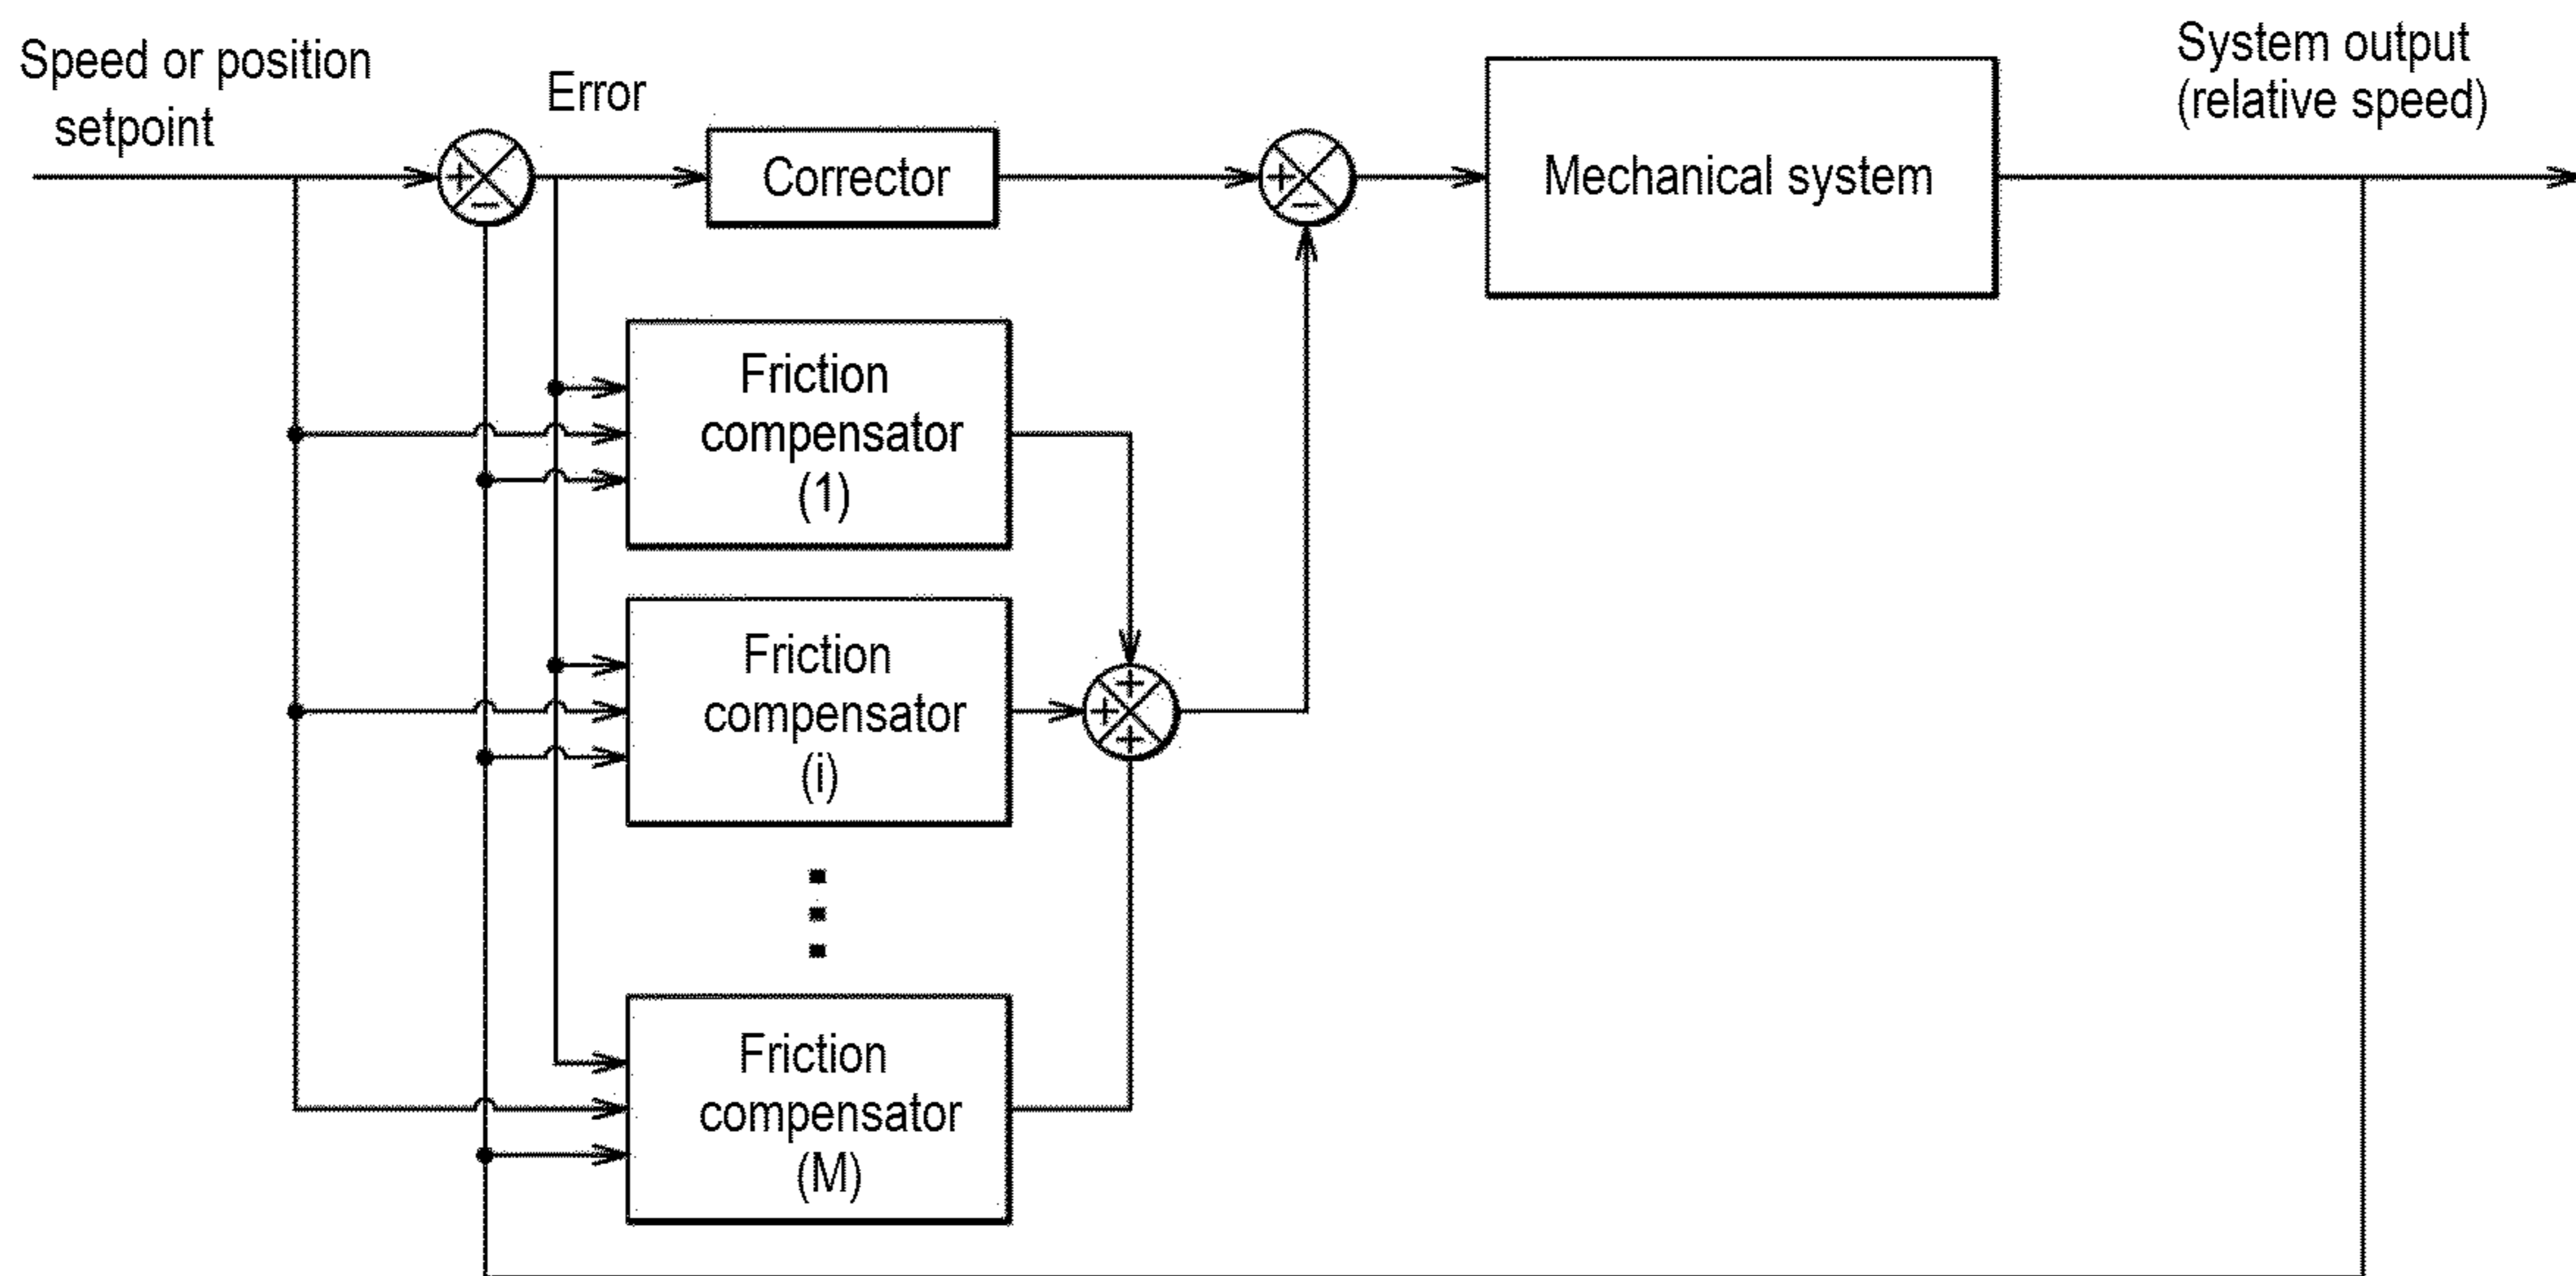 Speed or position
setpoint
Error
Corrector
Mechanical system
System output
(relative speed)
+
−
+
−
Friction
compensator
(1)
Friction
compensator
(i)
+
+
+
Friction
compensator
(M)